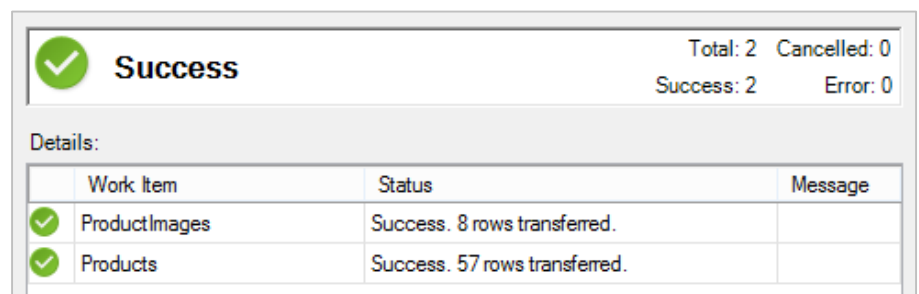 Success
Total: 2 Cancelled: 0
Success: 2 Error: 0
Details:
Work Item Status Message
ProductImages Success. 8 rows transferred.
Products Success. 57 rows transferred.